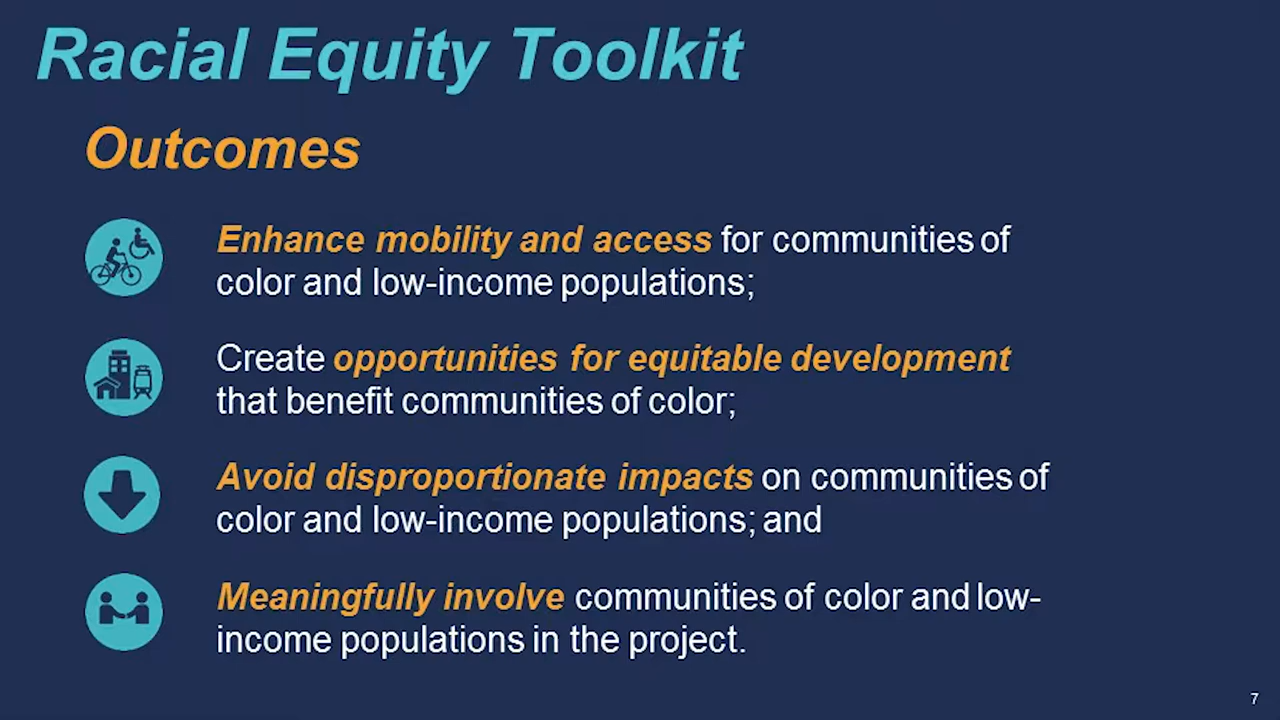 Racial Equity Toolkit
Outcomes
Enhance mobility and access for communities of
color and low-income populations;
Create opportunities for equitable development
that benefit communities of color;
Avoid disproportionate impacts on communities of
color and low-income populations; and
Meaningfully involve communities of color and low-
income populations in the project.
7